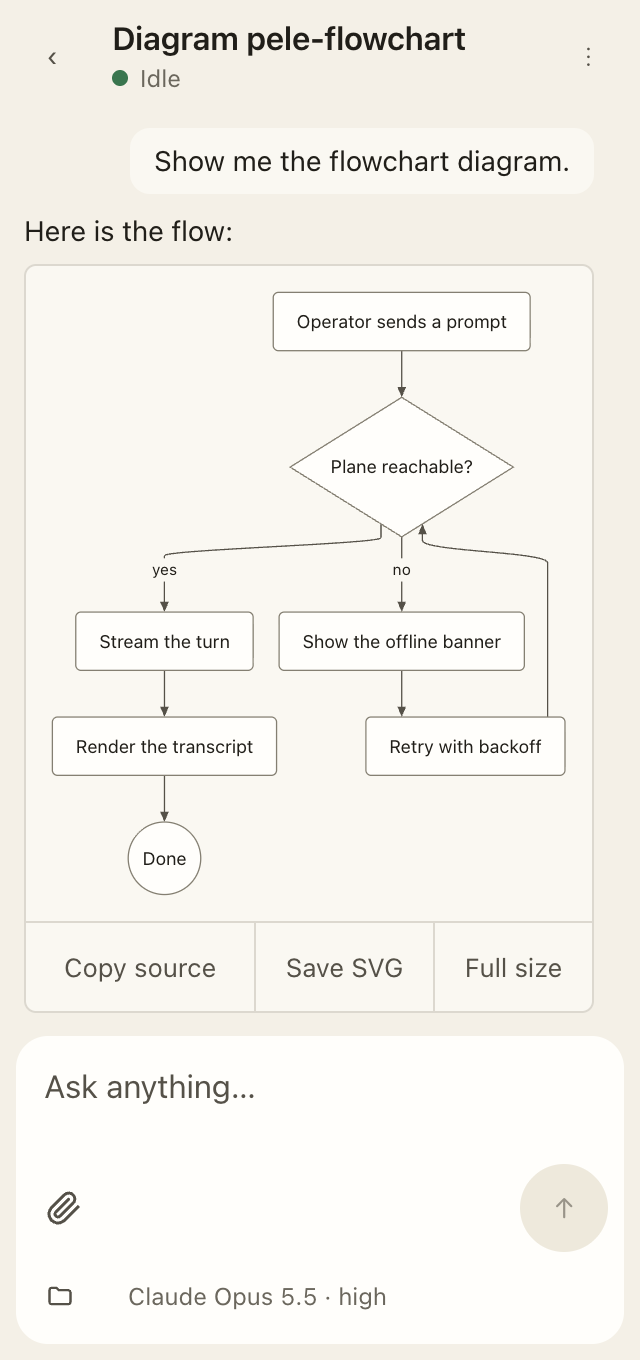 Diagram pele-flowchart
Idle
Show me the flowchart diagram.
Here is the flow:
Operator sends a prompt
Plane reachable?
yes
no
Stream the turn
Show the offline banner
Render the transcript
Retry with backoff
Done
Copy source
Save SVG
Full size
Ask anything...
Claude Opus 5.5 · high